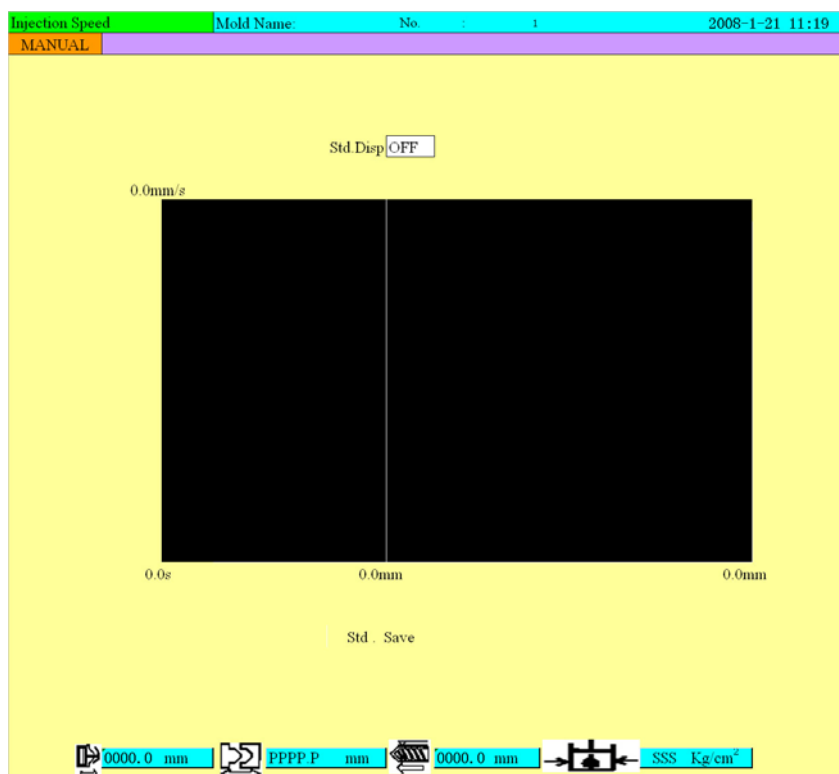 Injection Speed Mold Name: No. : 1 2008-1-21 11:19
MANUAL
Std.Disp OFF
0.0mm/s
0.0s 0.0mm 0.0mm
Std . Save
0000.0 mm PPPP.P mm 0000.0 mm SSS Kg/cm²